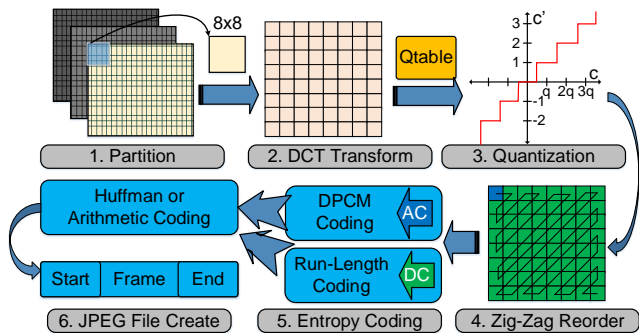 8x8
Qtable
c'
3
2
1
-1
-2
c
q 2q 3q
1. Partition
2. DCT Transform
3. Quantization
Huffman or
Arithmetic Coding
DPCM
Coding
AC
Run-Length
Coding
DC
Start Frame End
6. JPEG File Create
5. Entropy Coding
4. Zig-Zag Reorder